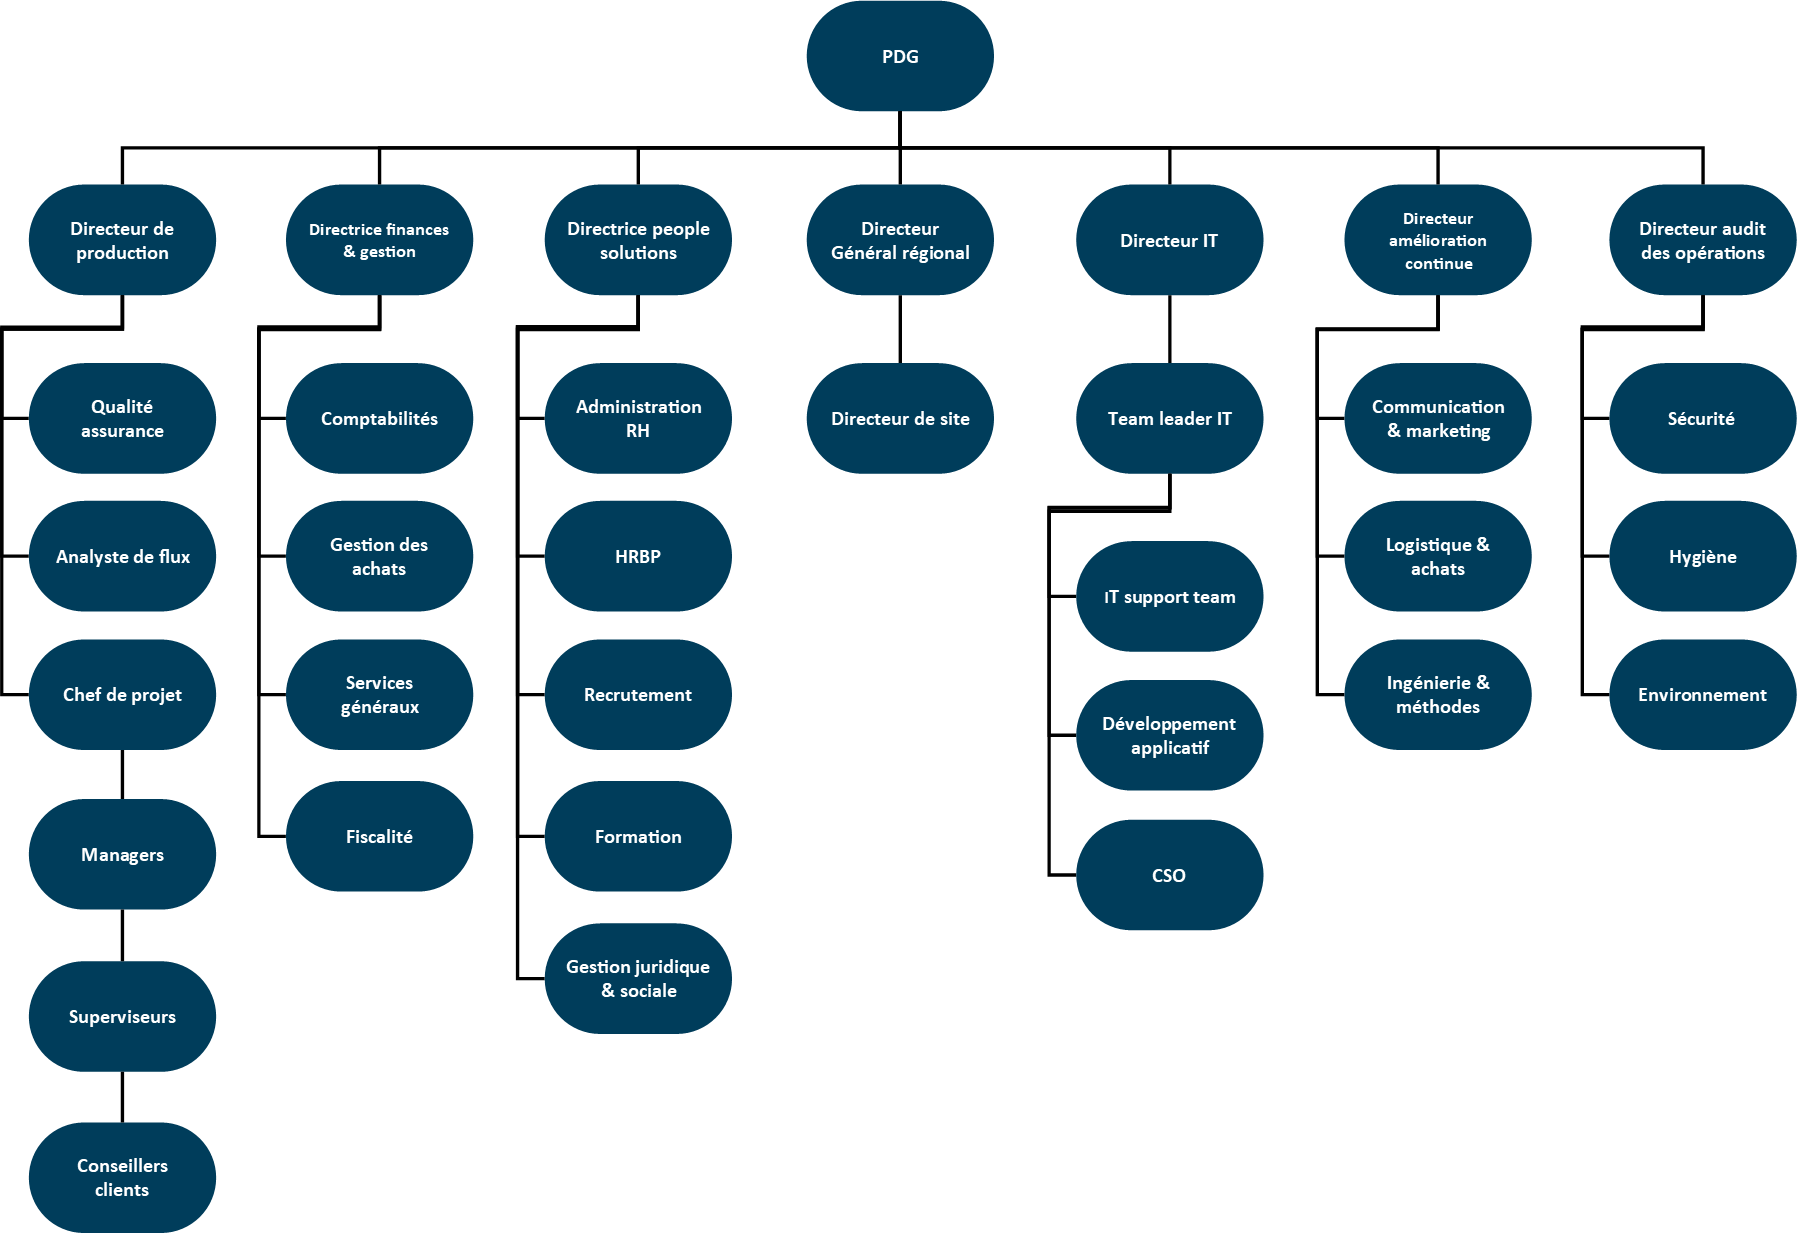 PDG
Directeur de
production
Directrice finances
& gestion
Directrice people
solutions
Directeur
Général régional
Directeur IT
Directeur
amélioration
continue
Directeur audit
des opérations
Qualité
assurance
Analyste de flux
Chef de projet
Managers
Superviseurs
Conseillers
clients
Comptabilités
Gestion des
achats
Services
généraux
Fiscalité
Administration
RH
HRBP
Recrutement
Formation
Gestion juridique
& sociale
Directeur de site
Team leader IT
IT support team
Développement
applicatif
CSO
Communication
& marketing
Logistique &
achats
Ingénierie &
méthodes
Sécurité
Hygiène
Environnement